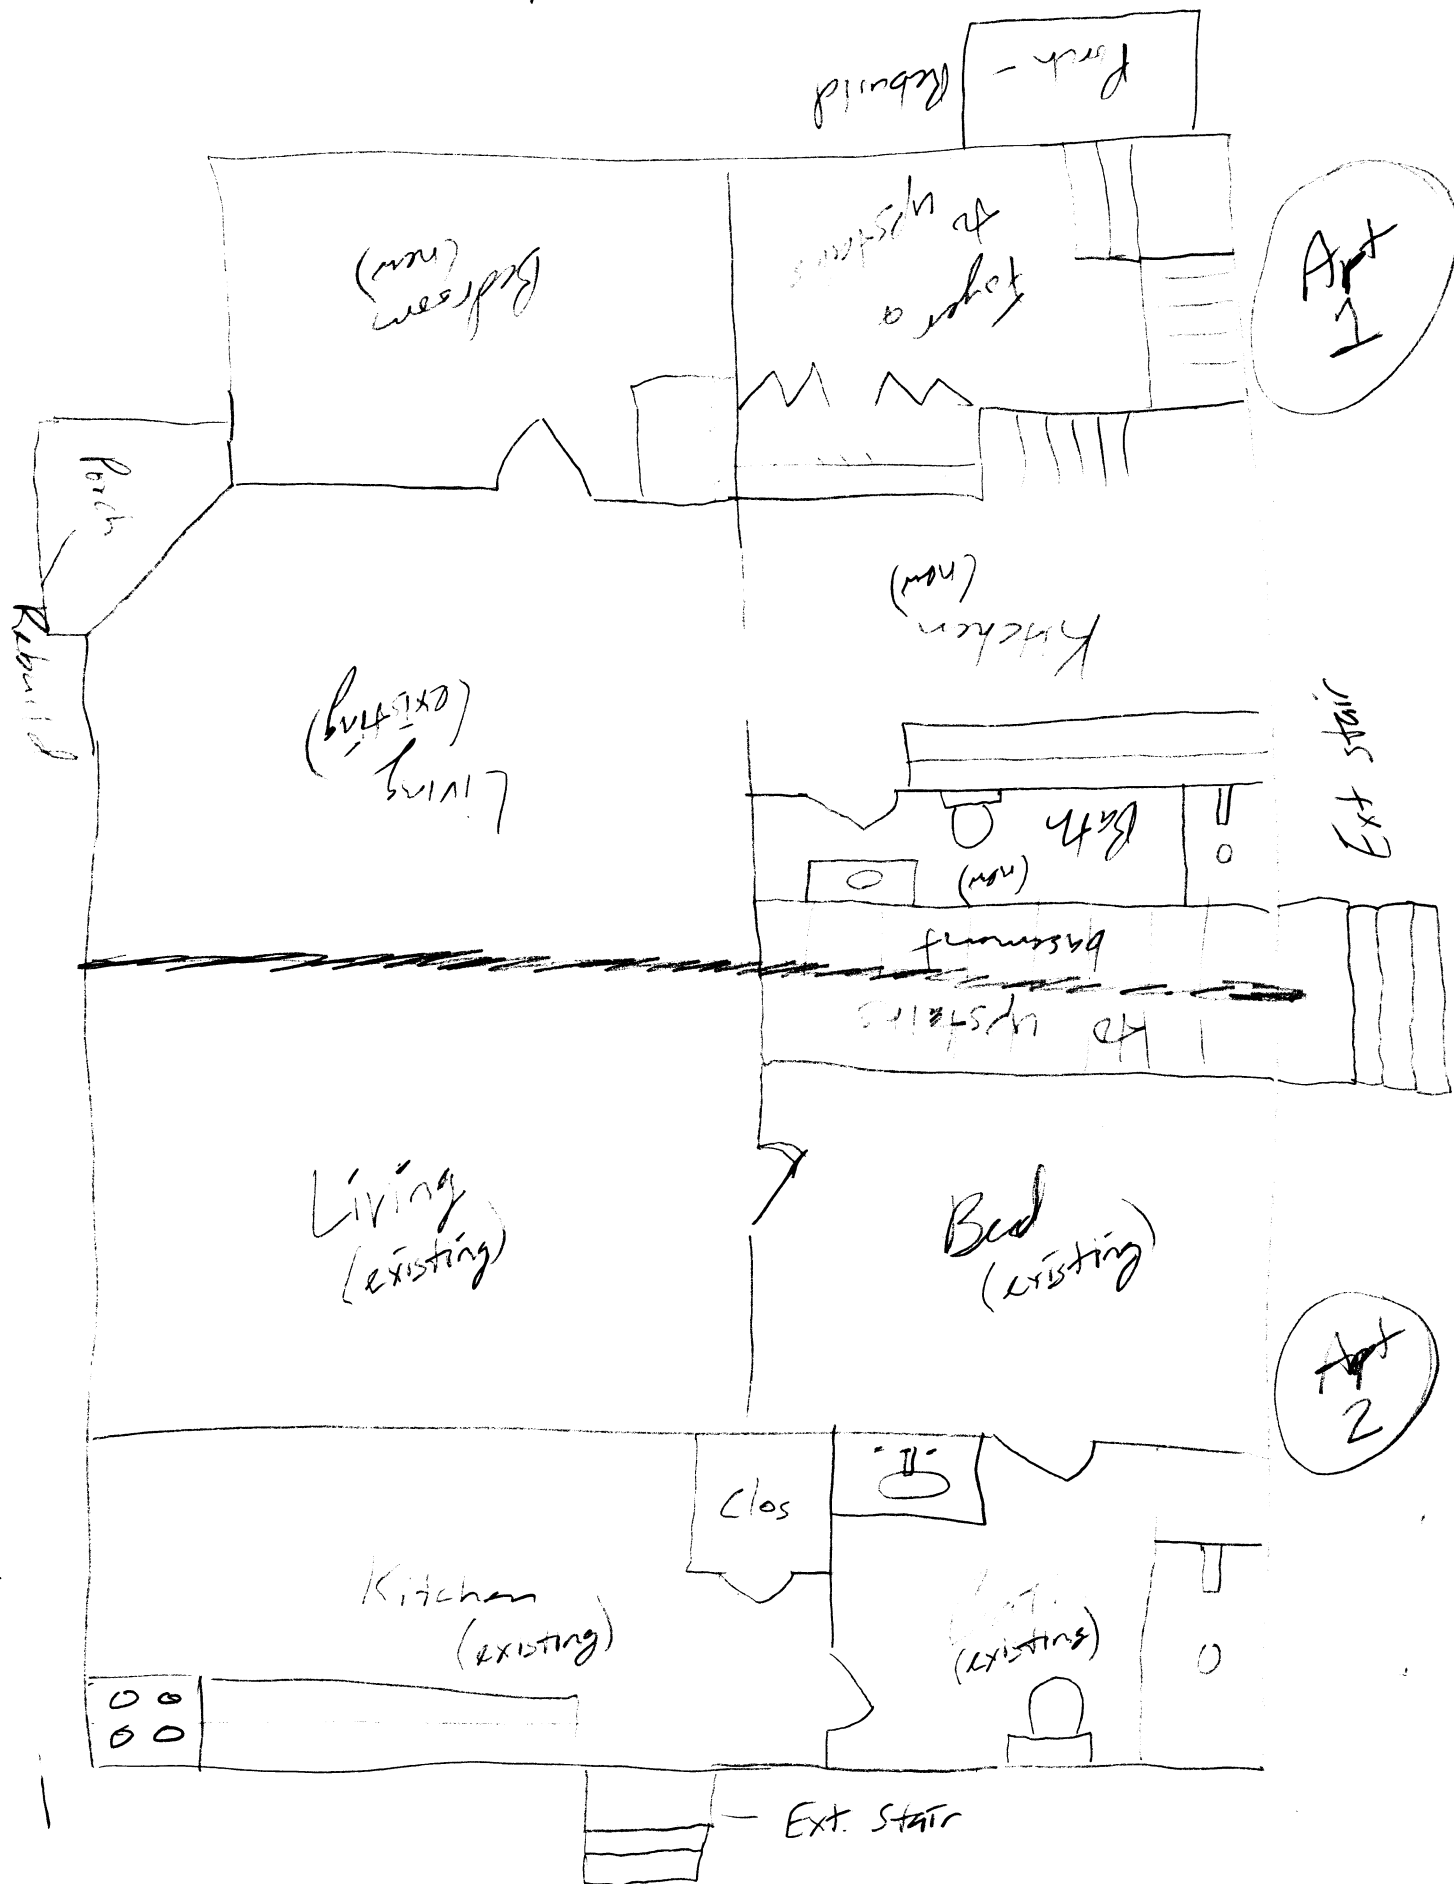 Porch -
Rebuild
Foyer
to
upstairs
Bedroom
(new)
Apt
1
Porch
Rebuild
Kitchen
(new)
Living
(existing)
Ext stair
Bath
(new)
basement
to upstairs
Living
(existing)
Bed
(existing)
Apt
2
Clos
Kitchen
(existing)
(existing)
Ext. Stair